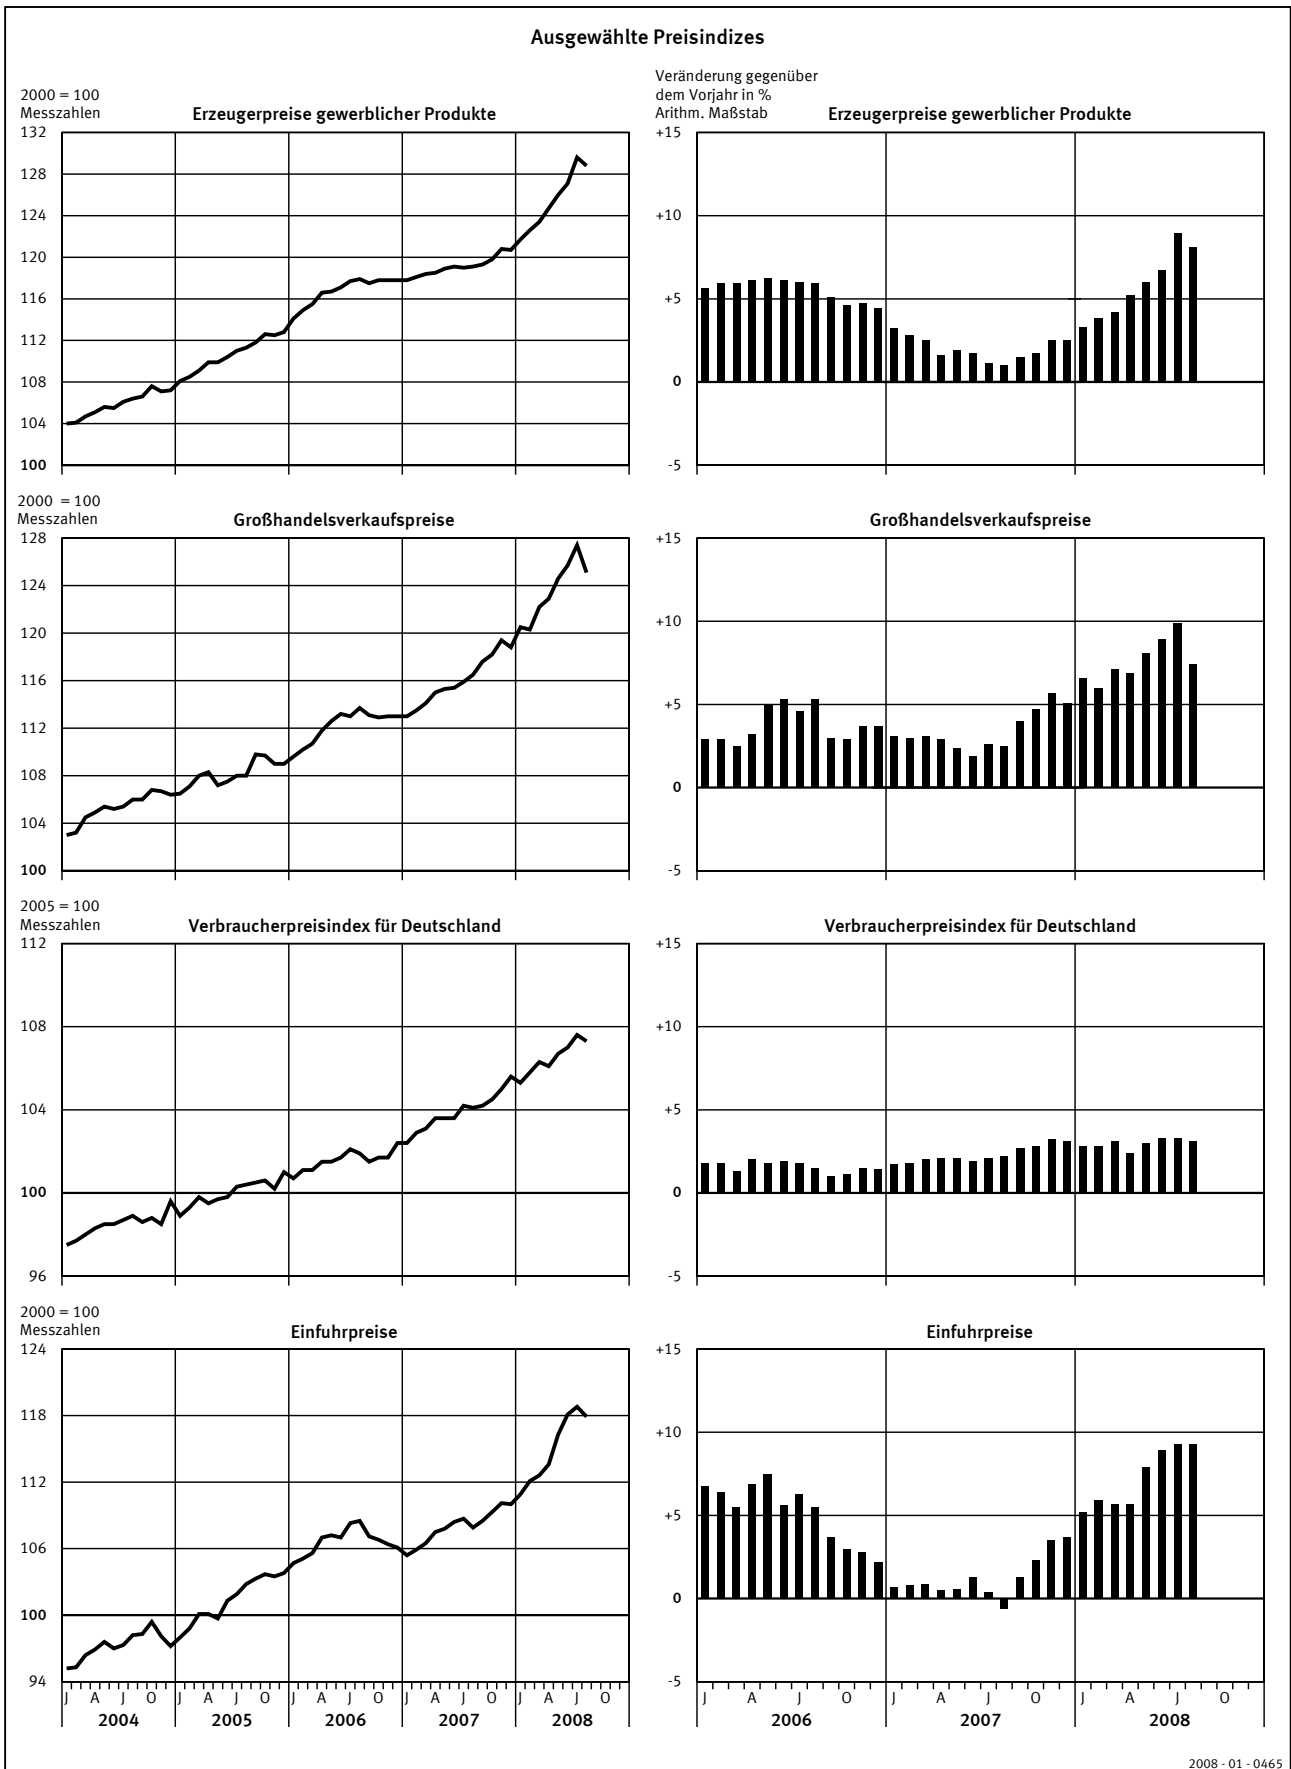 Ausgewählte Preisindizes
2000 = 100
Messzahlen
Erzeugerpreise gewerblicher Produkte
132
128
124
120
116
112
108
104
100
Veränderung gegenüber
dem Vorjahr in %
Arithm. Maßstab
Erzeugerpreise gewerblicher Produkte
+15
+10
+5
0
-5
2000 = 100
Messzahlen
Großhandelsverkaufspreise
128
124
120
116
112
108
104
100
Großhandelsverkaufspreise
+15
+10
+5
0
-5
2005 = 100
Messzahlen
Verbraucherpreisindex für Deutschland
112
108
104
100
96
Verbraucherpreisindex für Deutschland
+15
+10
+5
0
-5
2000 = 100
Messzahlen
Einfuhrpreise
124
118
112
106
100
94
J A J O J A J O J A J O J A J O J A J O
2004 2005 2006 2007 2008
Einfuhrpreise
+15
+10
+5
0
-5
J A J O J A J O J A J O
2006 2007 2008
2008 - 01 - 0465